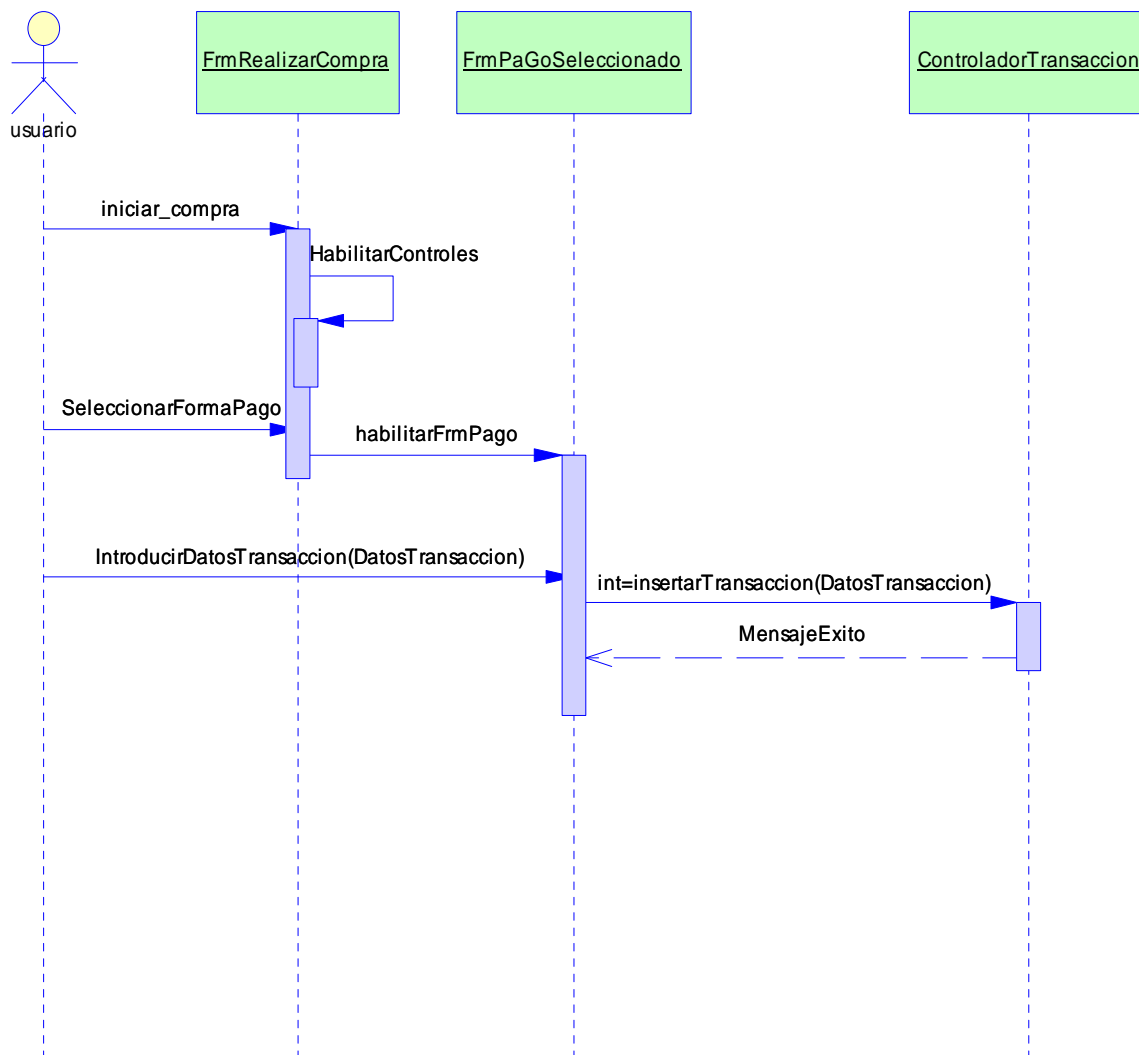 FrmRealizarCompra
FrmPaGoSeleccionado
ControladorTransaccion
usuario
iniciar_compra
HabilitarControles
SeleccionarFormaPago
habilitarFrmPago
IntroducirDatosTransaccion(DatosTransaccion)
int=insertarTransaccion(DatosTransaccion)
MensajeExito